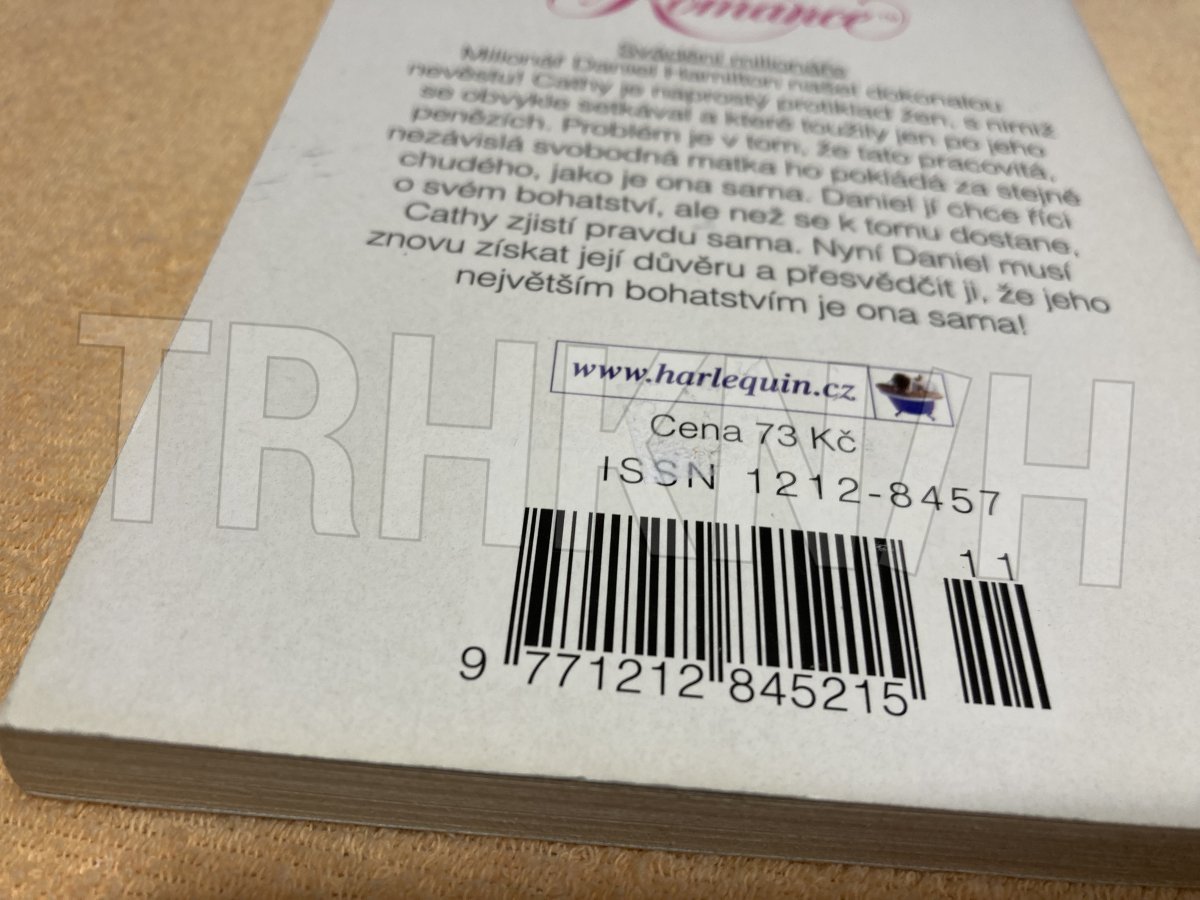 Romance
Svádění milionáře
Milionář Daniel Hamilton našel dokonalou
nevěstu! Cathy je naprostý protiklad žen, s nimiž
se obvykle setkával a které toužily jen po jeho
penězích. Problém je v tom, že tato pracovitá,
nezávislá svobodná matka ho pokládá za stejně
chudého, jako je ona sama. Daniel jí chce říci
o svém bohatství, ale než se k tomu dostane,
Cathy zjistí pravdu sama. Nyní Daniel musí
znovu získat její důvěru a přesvědčit ji, že jeho
největším bohatstvím je ona sama!
www.harlequin.cz
Cena 73 Kč
ISSN 1212-8457
11
9 771212 845215
TRHKNIH